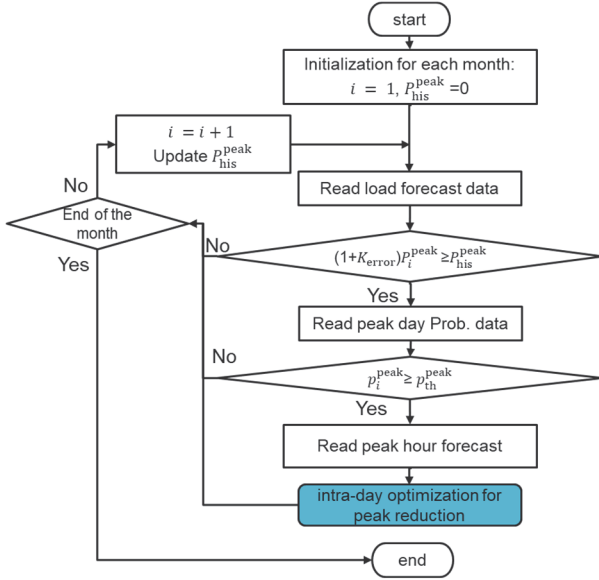 start
Initialization for each month:
i = 1, P_his^peak =0
i = i + 1
Update P_his^peak
No
Read load forecast data
End of the
month
No
(1+K_error)P_i^peak ≥P_his^peak
Yes
Yes
Read peak day Prob. data
No
p_i^peak ≥ p_th^peak
Yes
Read peak hour forecast
intra-day optimization for
peak reduction
end